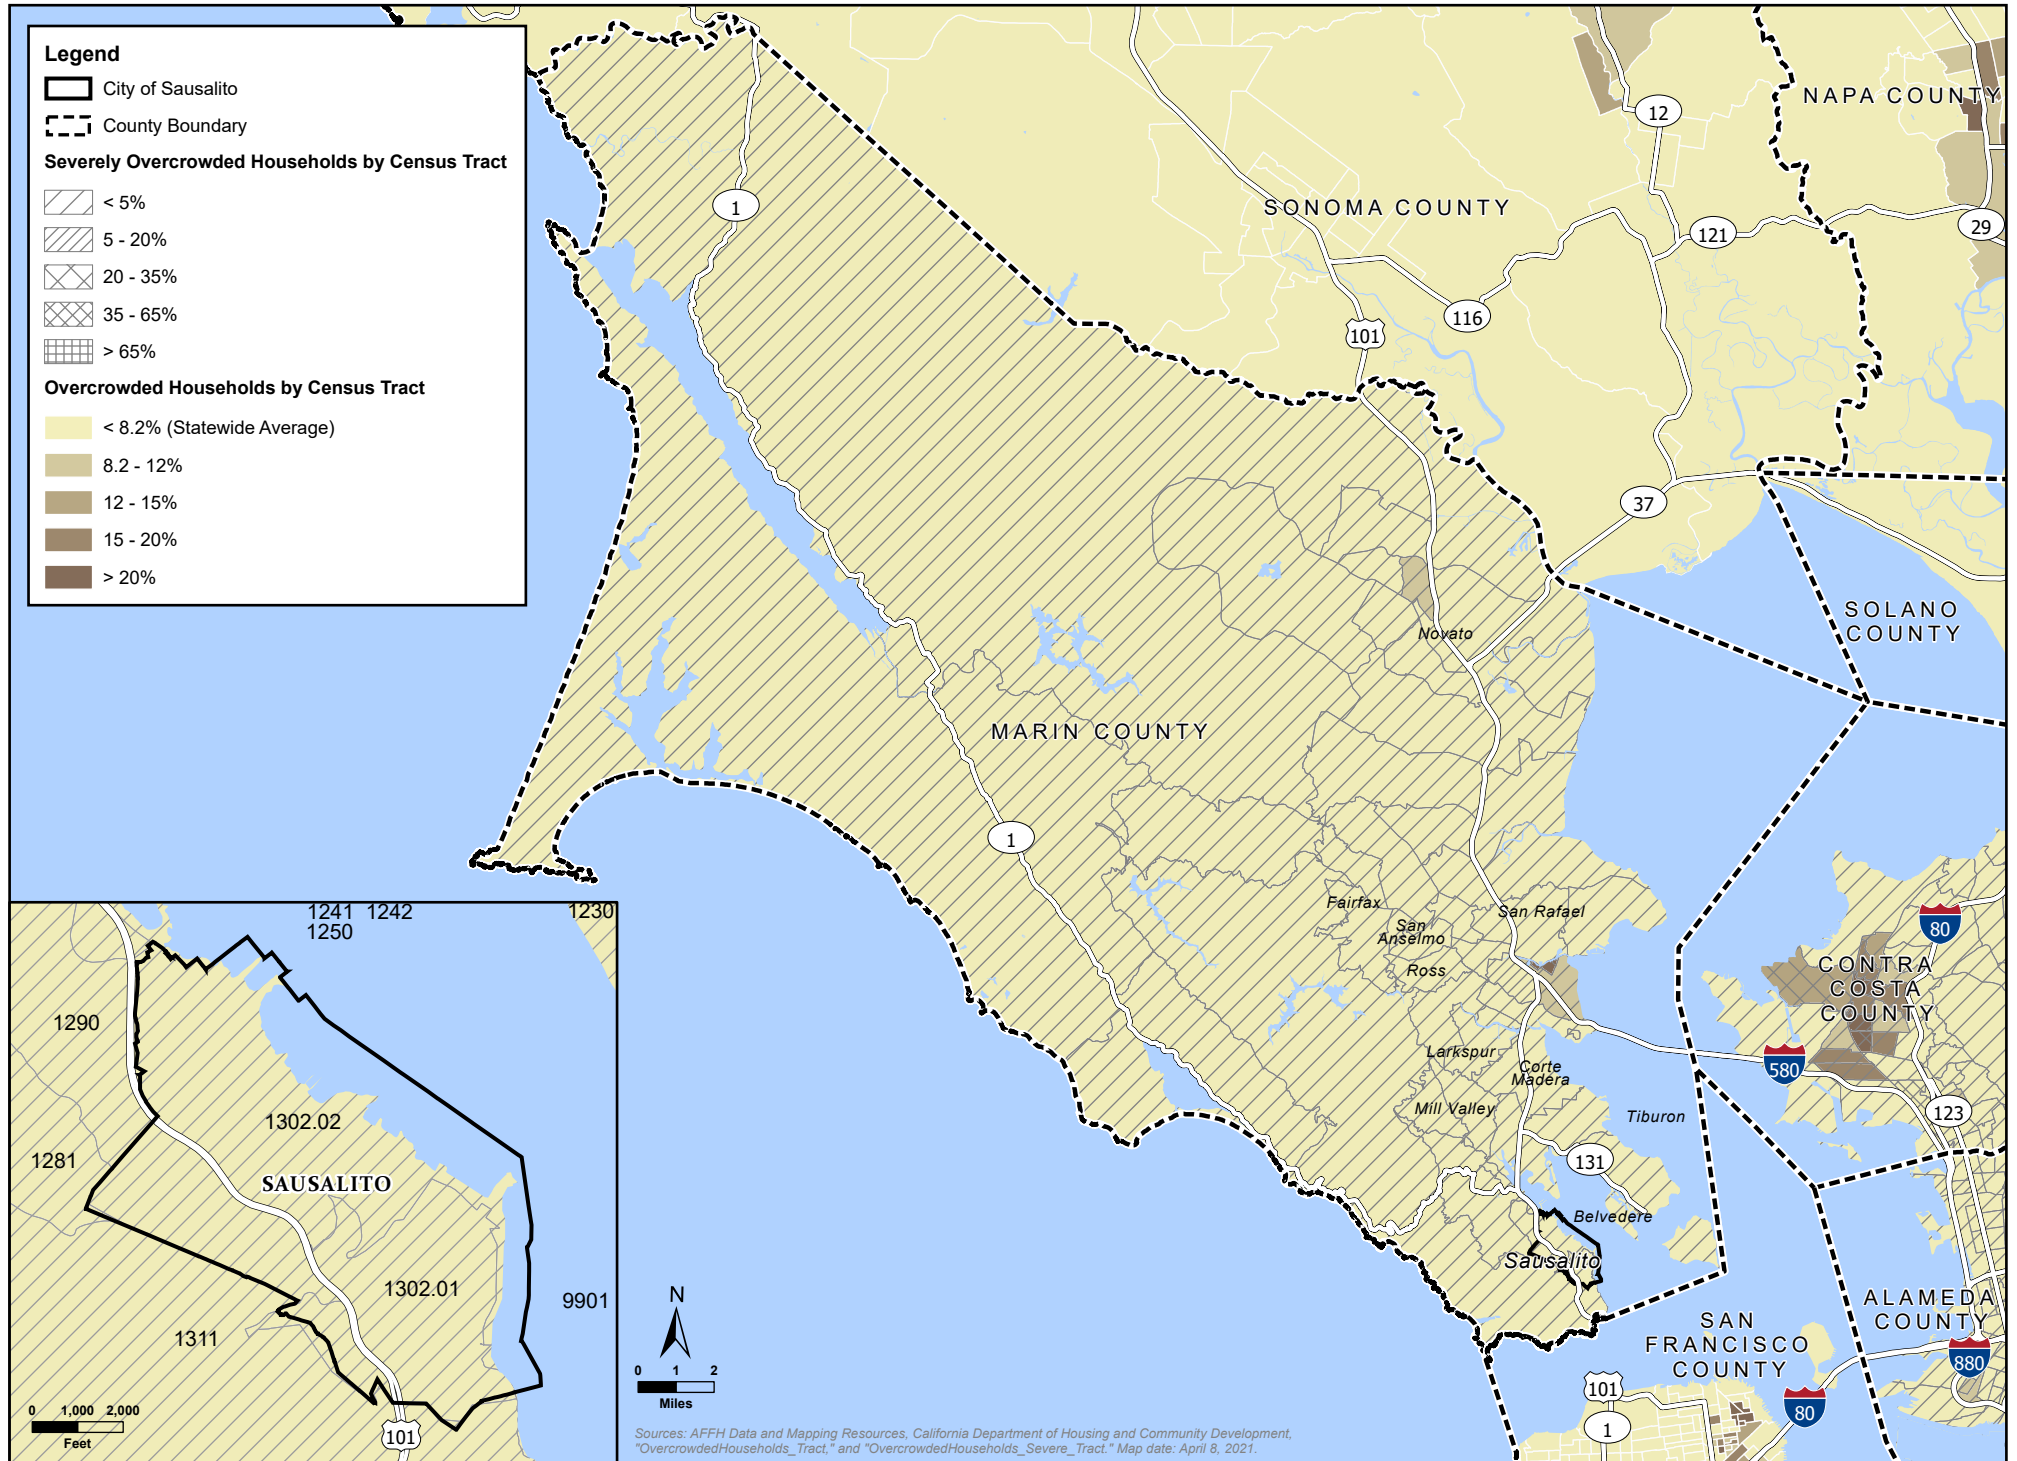 Legend
City of Sausalito
County Boundary
Severely Overcrowded Households by Census Tract
< 5%
5 - 20%
20 - 35%
35 - 65%
> 65%
Overcrowded Households by Census Tract
< 8.2% (Statewide Average)
8.2 - 12%
12 - 15%
15 - 20%
> 20%
NAPA COUNTY
12
1
SONOMA COUNTY
121
29
116
101
37
SOLANO
COUNTY
Novato
MARIN COUNTY
1
Fairfax
San
Anselmo
San Rafael
Ross
80
CONTRA
COSTA
COUNTY
Larkspur
Corte
Madera
580
Mill Valley
Tiburon
123
131
Belvedere
Sausalito
ALAMEDA
COUNTY
SAN
FRANCISCO
COUNTY
880
101
80
1
1241 1242
1250
1230
1290
1302.02
1281
SAUSALITO
1302.01
9901
1311
0 1,000 2,000
Feet
101
N
0 1 2
Miles
Sources: AFFH Data and Mapping Resources, California Department of Housing and Community Development,
"OvercrowdedHouseholds_Tract," and "OvercrowdedHouseholds_Severe_Tract." Map date: April 8, 2021.